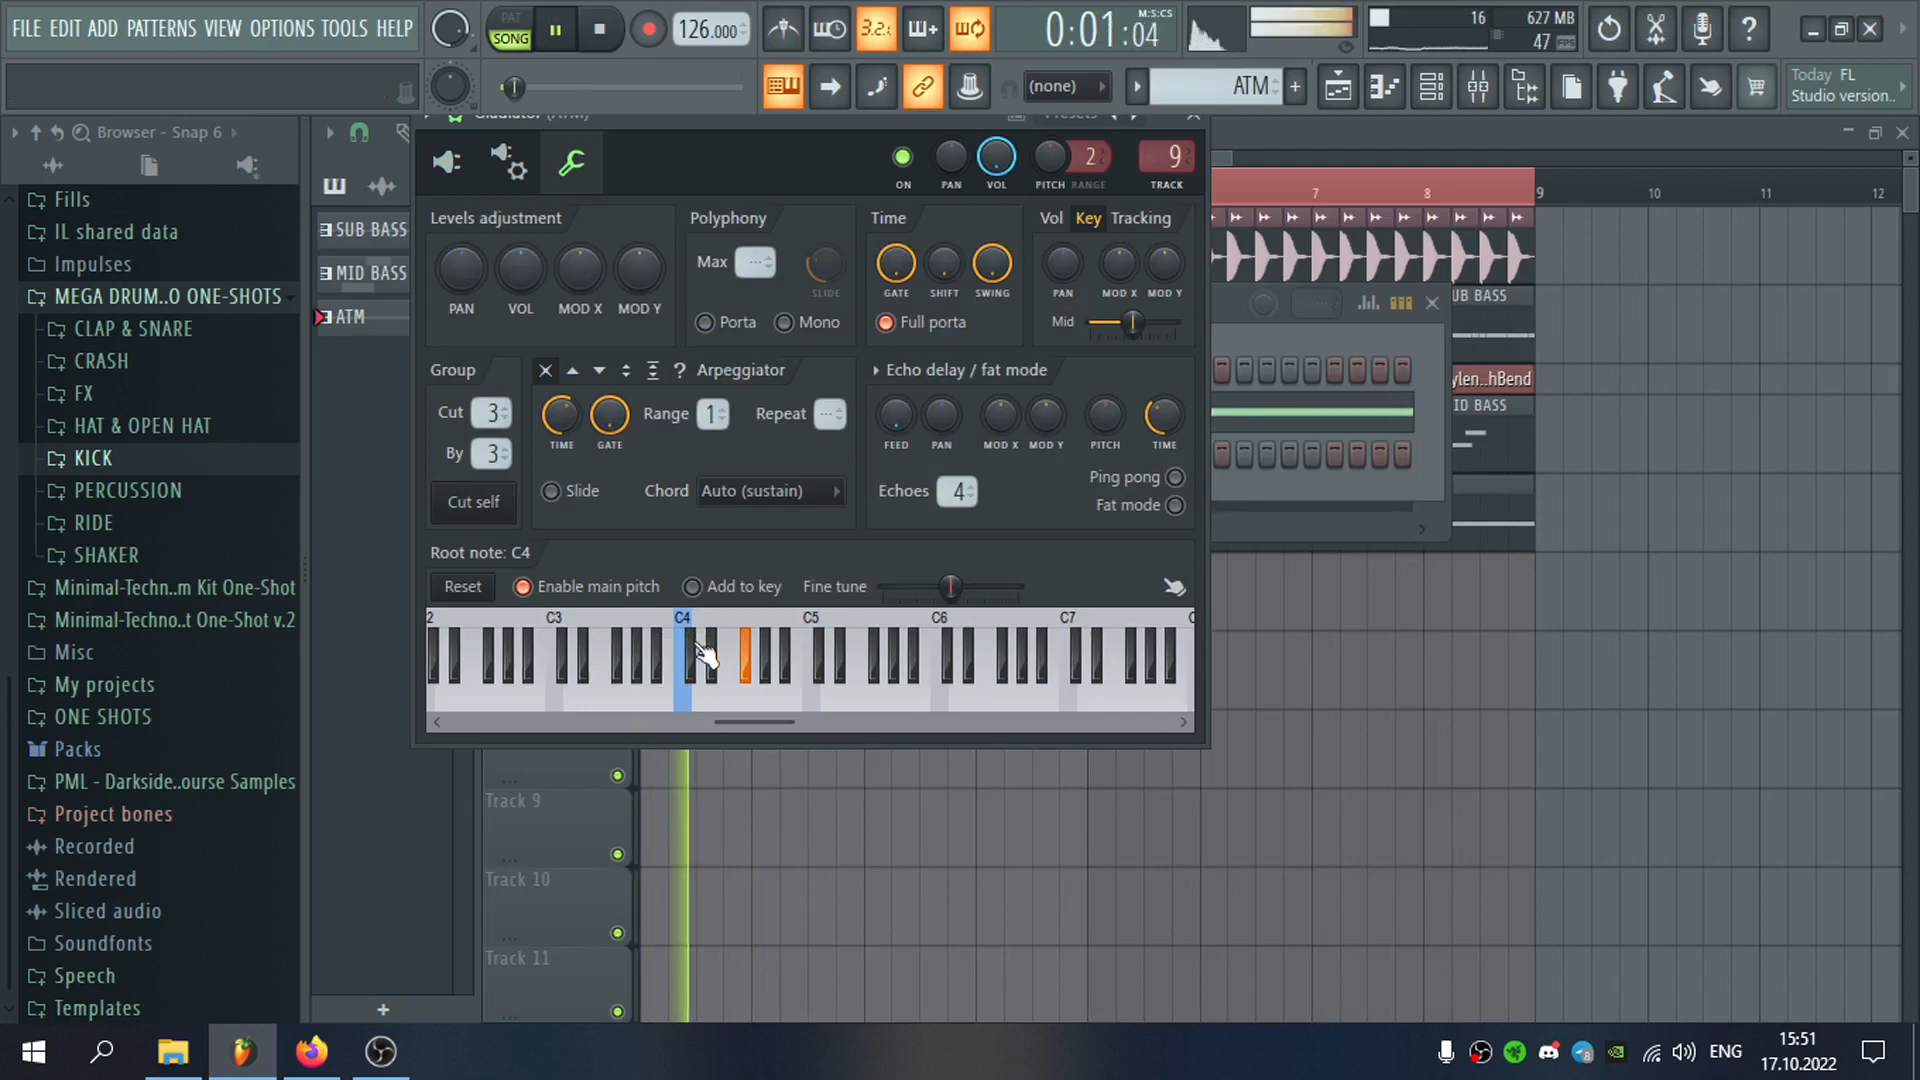 FILE EDIT ADD PATTERNS VIEW OPTIONS TOOLS HELP
PAT
SONG
126.000
3.2.
M:S:CS
0:01:04
16
627 MB
47
(none)
ATM
Today FL
Studio version..
Browser - Snap 6
Fills
IL shared data
Impulses
MEGA DRUM..O ONE-SHOTS
CLAP & SNARE
CRASH
FX
HAT & OPEN HAT
KICK
PERCUSSION
RIDE
SHAKER
Minimal-Techn..m Kit One-Shot
Minimal-Techno..t One-Shot v.2
Misc
My projects
ONE SHOTS
Packs
PML - Darkside..ourse Samples
Project bones
Recorded
Rendered
Sliced audio
Soundfonts
Speech
Templates
SUB BASS
MID BASS
ATM
Presets
ON
PAN
VOL
PITCH
RANGE
2
9
TRACK
Levels adjustment
PAN
VOL
MOD X
MOD Y
Polyphony
Max
SLIDE
Porta
Mono
Time
GATE
SHIFT
SWING
Full porta
Vol
Key
Tracking
PAN
MOD X
MOD Y
Mid
Group
Cut 3
By 3
Cut self
Arpeggiator
TIME
GATE
Range 1
Repeat
Slide
Chord
Auto (sustain)
Echo delay / fat mode
FEED
PAN
MOD X
MOD Y
PITCH
TIME
Echoes 4
Ping pong
Fat mode
Root note: C4
Reset
Enable main pitch
Add to key
Fine tune
2
C3
C4
C5
C6
C7
7
8
9
10
11
12
UB BASS
ylen..hBend
ID BASS
Track 9
Track 10
Track 11
ENG
15:51
17.10.2022